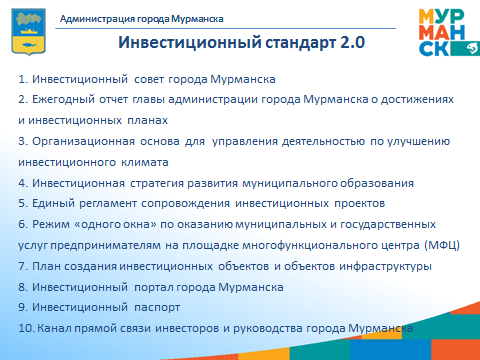 Администрация города Мурманска
МУР
МАН
СК
Инвестиционный стандарт 2.0
1. Инвестиционный совет города Мурманска
2. Ежегодный отчет главы администрации города Мурманска о достижениях
и инвестиционных планах
3. Организационная основа для управления деятельностью по улучшению
инвестиционного климата
4. Инвестиционная стратегия развития муниципального образования
5. Единый регламент сопровождения инвестиционных проектов
6. Режим «одного окна» по оказанию муниципальных и государственных
услуг предпринимателям на площадке многофункционального центра (МФЦ)
7. План создания инвестиционных объектов и объектов инфраструктуры
8. Инвестиционный портал города Мурманска
9. Инвестиционный паспорт
10. Канал прямой связи инвесторов и руководства города Мурманска